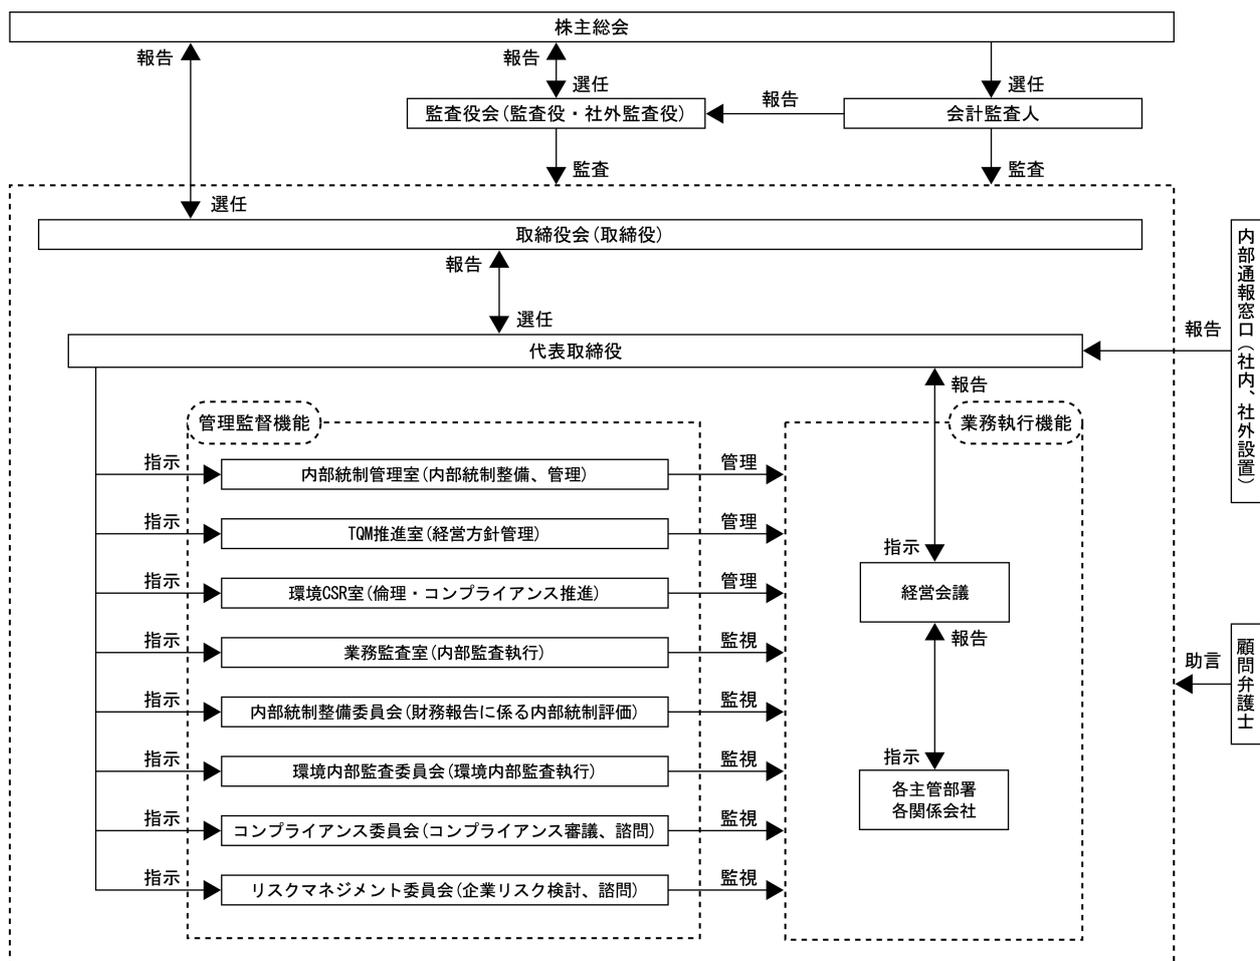 株主総会
報告
報告
選任
選任
監査役会(監査役・社外監査役)
報告
会計監査人
監査
監査
選任
取締役会(取締役)
報告
選任
代表取締役
報告
内部通報窓口(社内、社外設置)
報告
管理監督機能
業務執行機能
指示
内部統制管理室(内部統制整備、管理)
管理
指示
TQM推進室(経営方針管理)
管理
指示
経営会議
指示
環境CSR室(倫理・コンプライアンス推進)
管理
報告
指示
業務監査室(内部監査執行)
監視
助言
顧問弁護士
指示
内部統制整備委員会(財務報告に係る内部統制評価)
監視
指示
環境内部監査委員会(環境内部監査執行)
監視
指示
各主管部署
各関係会社
指示
コンプライアンス委員会(コンプライアンス審議、諮問)
監視
指示
リスクマネジメント委員会(企業リスク検討、諮問)
監視